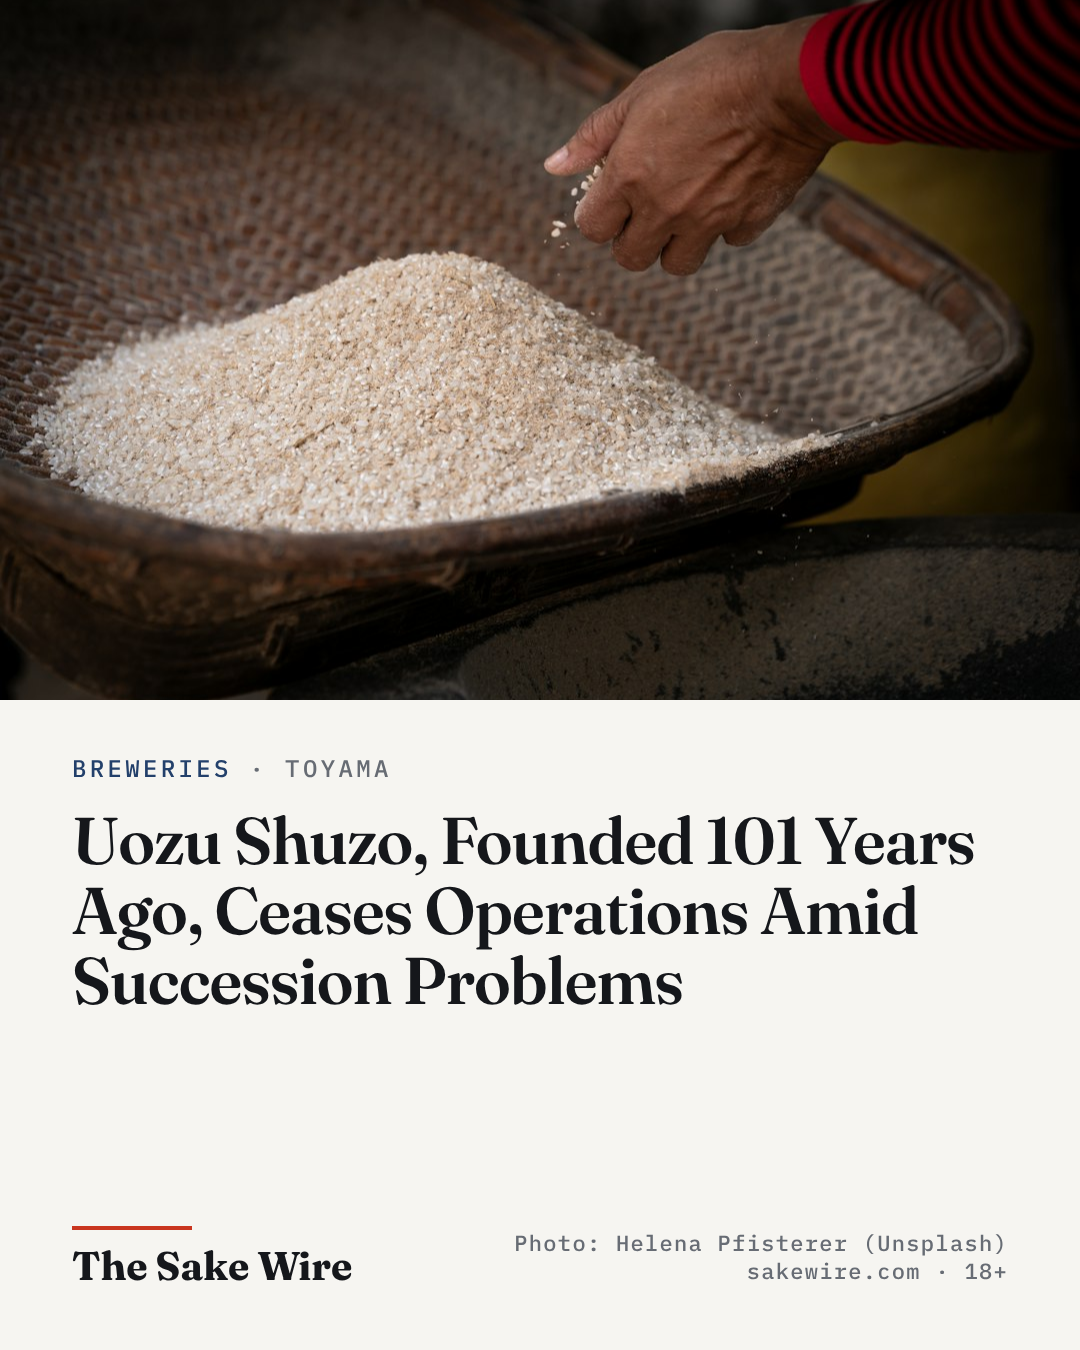 BREWERIES · TOYAMA
Uozu Shuzo, Founded 101 Years
Ago, Ceases Operations Amid
Succession Problems
The Sake Wire
Photo: Helena Pfisterer (Unsplash)
sakewire.com · 18+